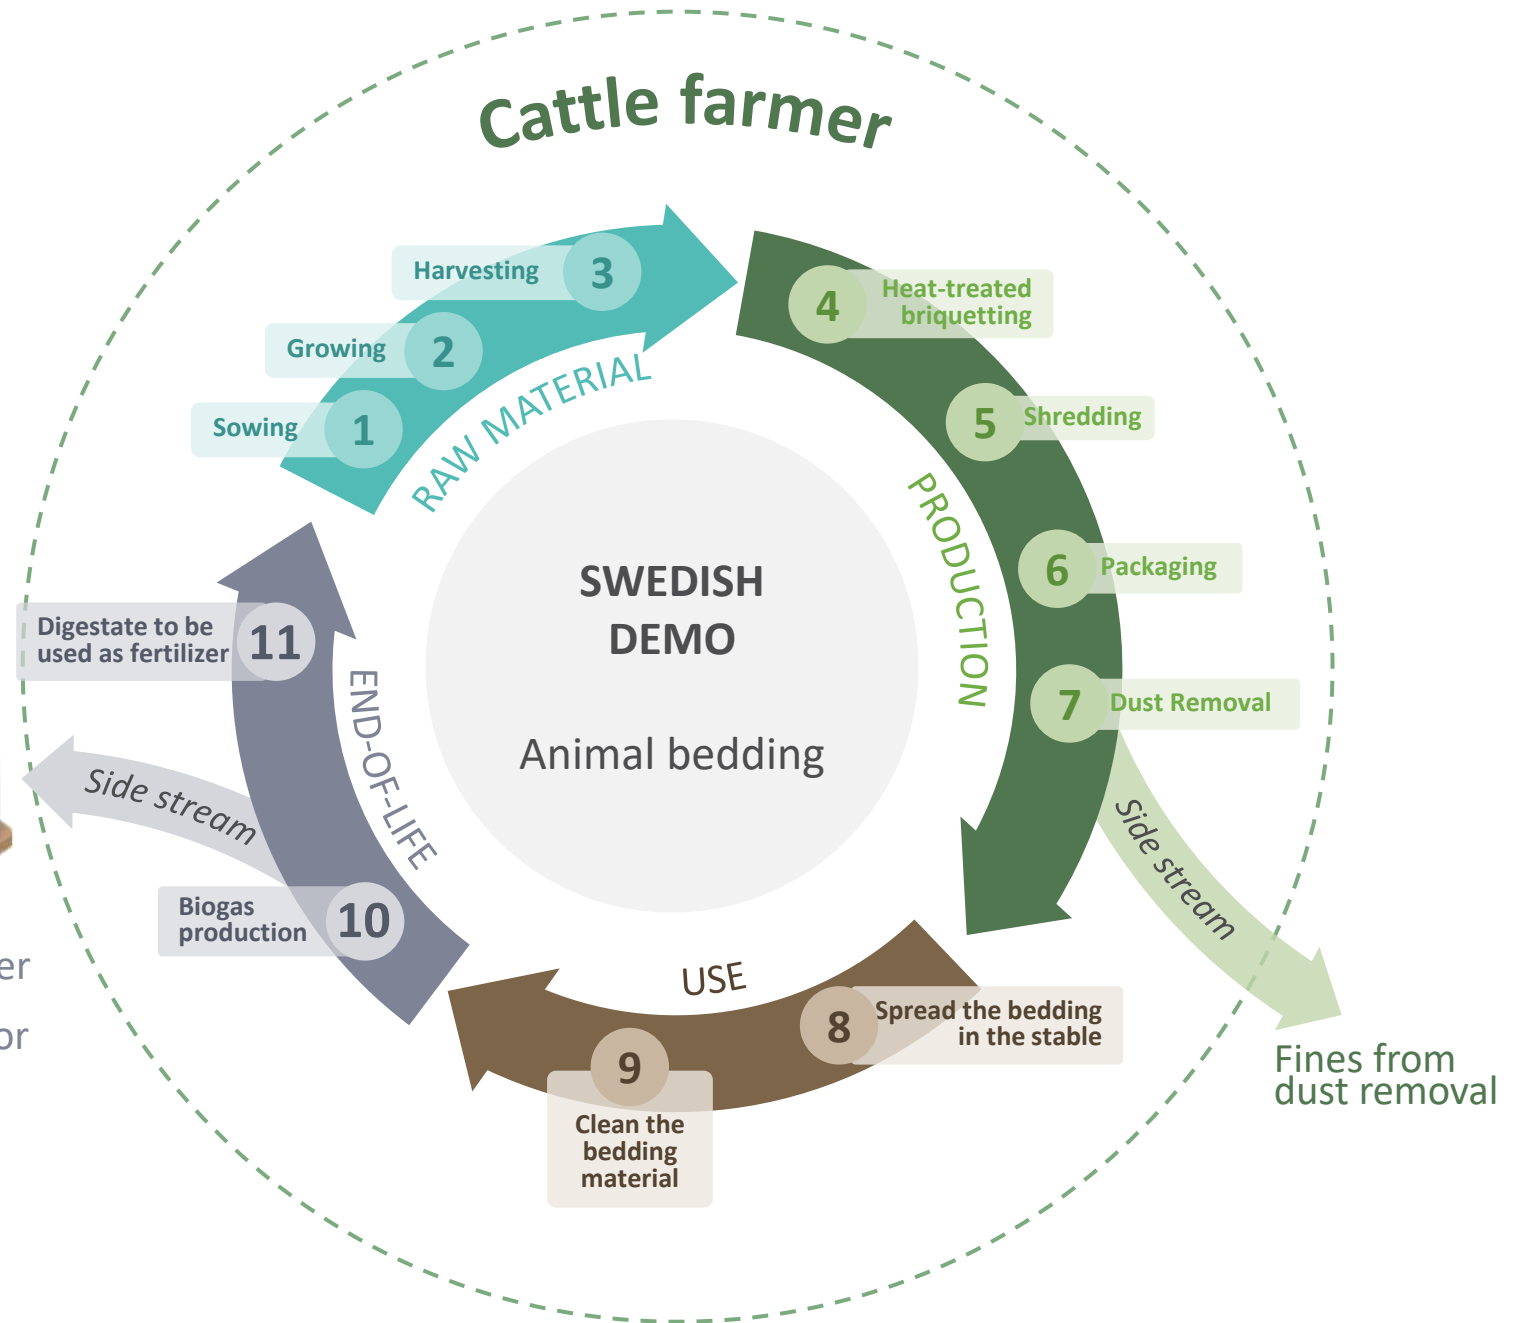 Cattle farmer
RAW MATERIAL
1
Sowing
2
Growing
3
Harvesting
PRODUCTION
4
Heat-treated
briquetting
5
Shredding
6
Packaging
7
Dust Removal
Side stream
Fines from
dust removal
USE
8
Spread the bedding
in the stable
9
Clean the
bedding
material
END-OF-LIFE
10
Biogas
production
Side stream
11
Digestate to be
used as fertilizer
SWEDISH
DEMO
Animal bedding
er
or